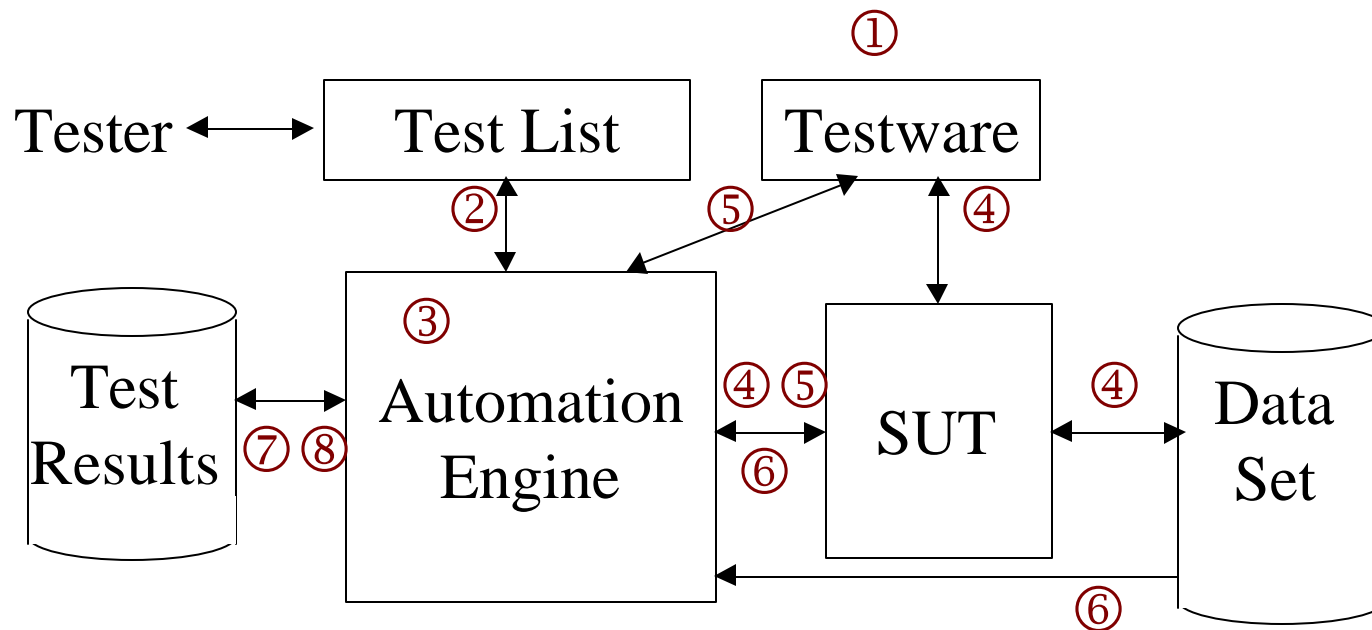 ①
Tester
Test List
Testware
②
⑤
④
③
Test
Results
⑦ ⑧
Automation
Engine
④ ⑤
⑥
SUT
④
Data
Set
⑥